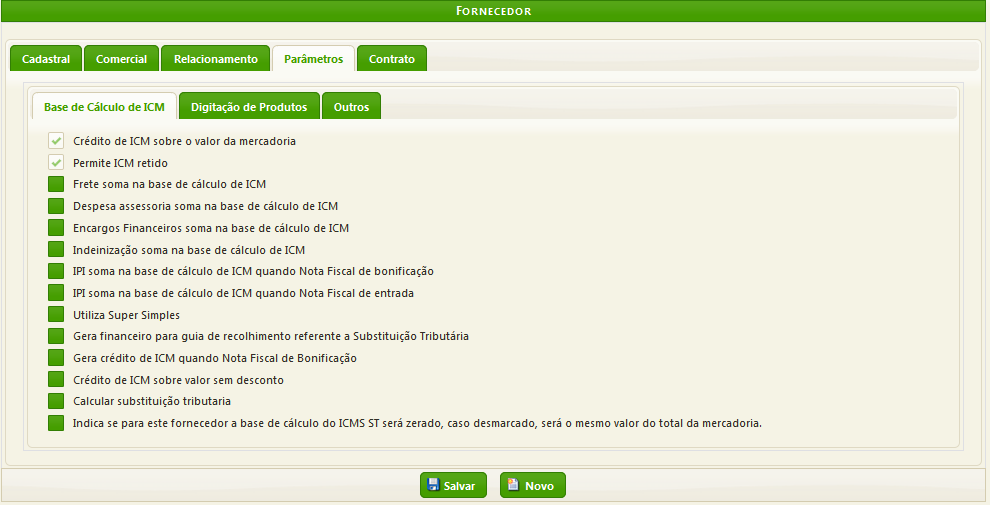 FORNECEDOR
Cadastral Comercial Relacionamento Parâmetros Contrato
Base de Cálculo de ICM Digitação de Produtos Outros
Crédito de ICM sobre o valor da mercadoria
Permite ICM retido
Frete soma na base de cálculo de ICM
Despesa assessoria soma na base de cálculo de ICM
Encargos Financeiros soma na base de cálculo de ICM
Indeinização soma na base de cálculo de ICM
IPI soma na base de cálculo de ICM quando Nota Fiscal de bonificação
IPI soma na base de cálculo de ICM quando Nota Fiscal de entrada
Utiliza Super Simples
Gera financeiro para guia de recolhimento referente a Substituição Tributária
Gera crédito de ICM quando Nota Fiscal de Bonificação
Crédito de ICM sobre valor sem desconto
Calcular substituição tributaria
Indica se para este fornecedor a base de cálculo do ICMS ST será zerado, caso desmarcado, será o mesmo valor do total da mercadoria.
Salvar Novo